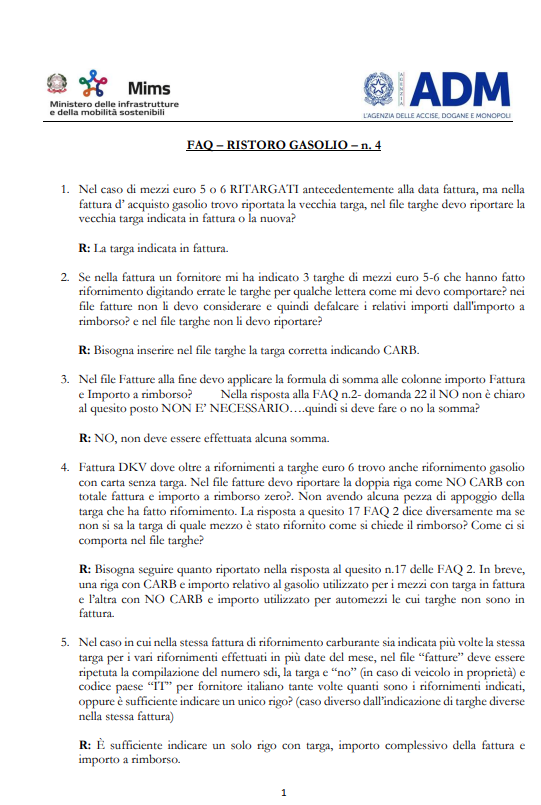 Mims
Ministero delle infrastrutture
e della mobilità sostenibili
AGENZIA
ADM
L'AGENZIA DELLE ACCISE, DOGANE E MONOPOLI
FAQ – RISTORO GASOLIO – n. 4
1. Nel caso di mezzi euro 5 o 6 RITARGATI antecedentemente alla data fattura, ma nella
fattura d' acquisto gasolio trovo riportata la vecchia targa, nel file targhe devo riportare la
vecchia targa indicata in fattura o la nuova?
R: La targa indicata in fattura.
2. Se nella fattura un fornitore mi ha indicato 3 targhe di mezzi euro 5-6 che hanno fatto
rifornimento digitando errate le targhe per qualche lettera come mi devo comportare? nei
file fatture non li devo considerare e quindi defalcare i relativi importi dall'importo a
rimborso? e nel file targhe non li devo riportare?
R: Bisogna inserire nel file targhe la targa corretta indicando CARB.
3. Nel file Fatture alla fine devo applicare la formula di somma alle colonne importo Fattura
e Importo a rimborso? Nella risposta alla FAQ n.2- domanda 22 il NO non è chiaro
al quesito posto NON E' NECESSARIO….quindi si deve fare o no la somma?
R: NO, non deve essere effettuata alcuna somma.
4. Fattura DKV dove oltre a rifornimenti a targhe euro 6 trovo anche rifornimento gasolio
con carta senza targa. Nel file fatture devo riportare la doppia riga come NO CARB con
totale fattura e importo a rimborso zero?. Non avendo alcuna pezza di appoggio della
targa che ha fatto rifornimento. La risposta a quesito 17 FAQ 2 dice diversamente ma se
non si sa la targa di quale mezzo è stato rifornito come si chiede il rimborso? Come ci si
comporta nel file targhe?
R: Bisogna seguire quanto riportato nella risposta al quesito n.17 delle FAQ 2. In breve,
una riga con CARB e importo relativo al gasolio utilizzato per i mezzi con targa in fattura
e l'altra con NO CARB e importo utilizzato per automezzi le cui targhe non sono in
fattura.
5. Nel caso in cui nella stessa fattura di rifornimento carburante sia indicata più volte la stessa
targa per i vari rifornimenti effettuati in più date del mese, nel file "fatture" deve essere
ripetuta la compilazione del numero sdi, la targa e "no" (in caso di veicolo in proprietà) e
codice paese "IT" per fornitore italiano tante volte quanti sono i rifornimenti indicati,
oppure è sufficiente indicare un unico rigo? (caso diverso dall'indicazione di targhe diverse
nella stessa fattura)
R: È sufficiente indicare un solo rigo con targa, importo complessivo della fattura e
importo a rimborso.
1